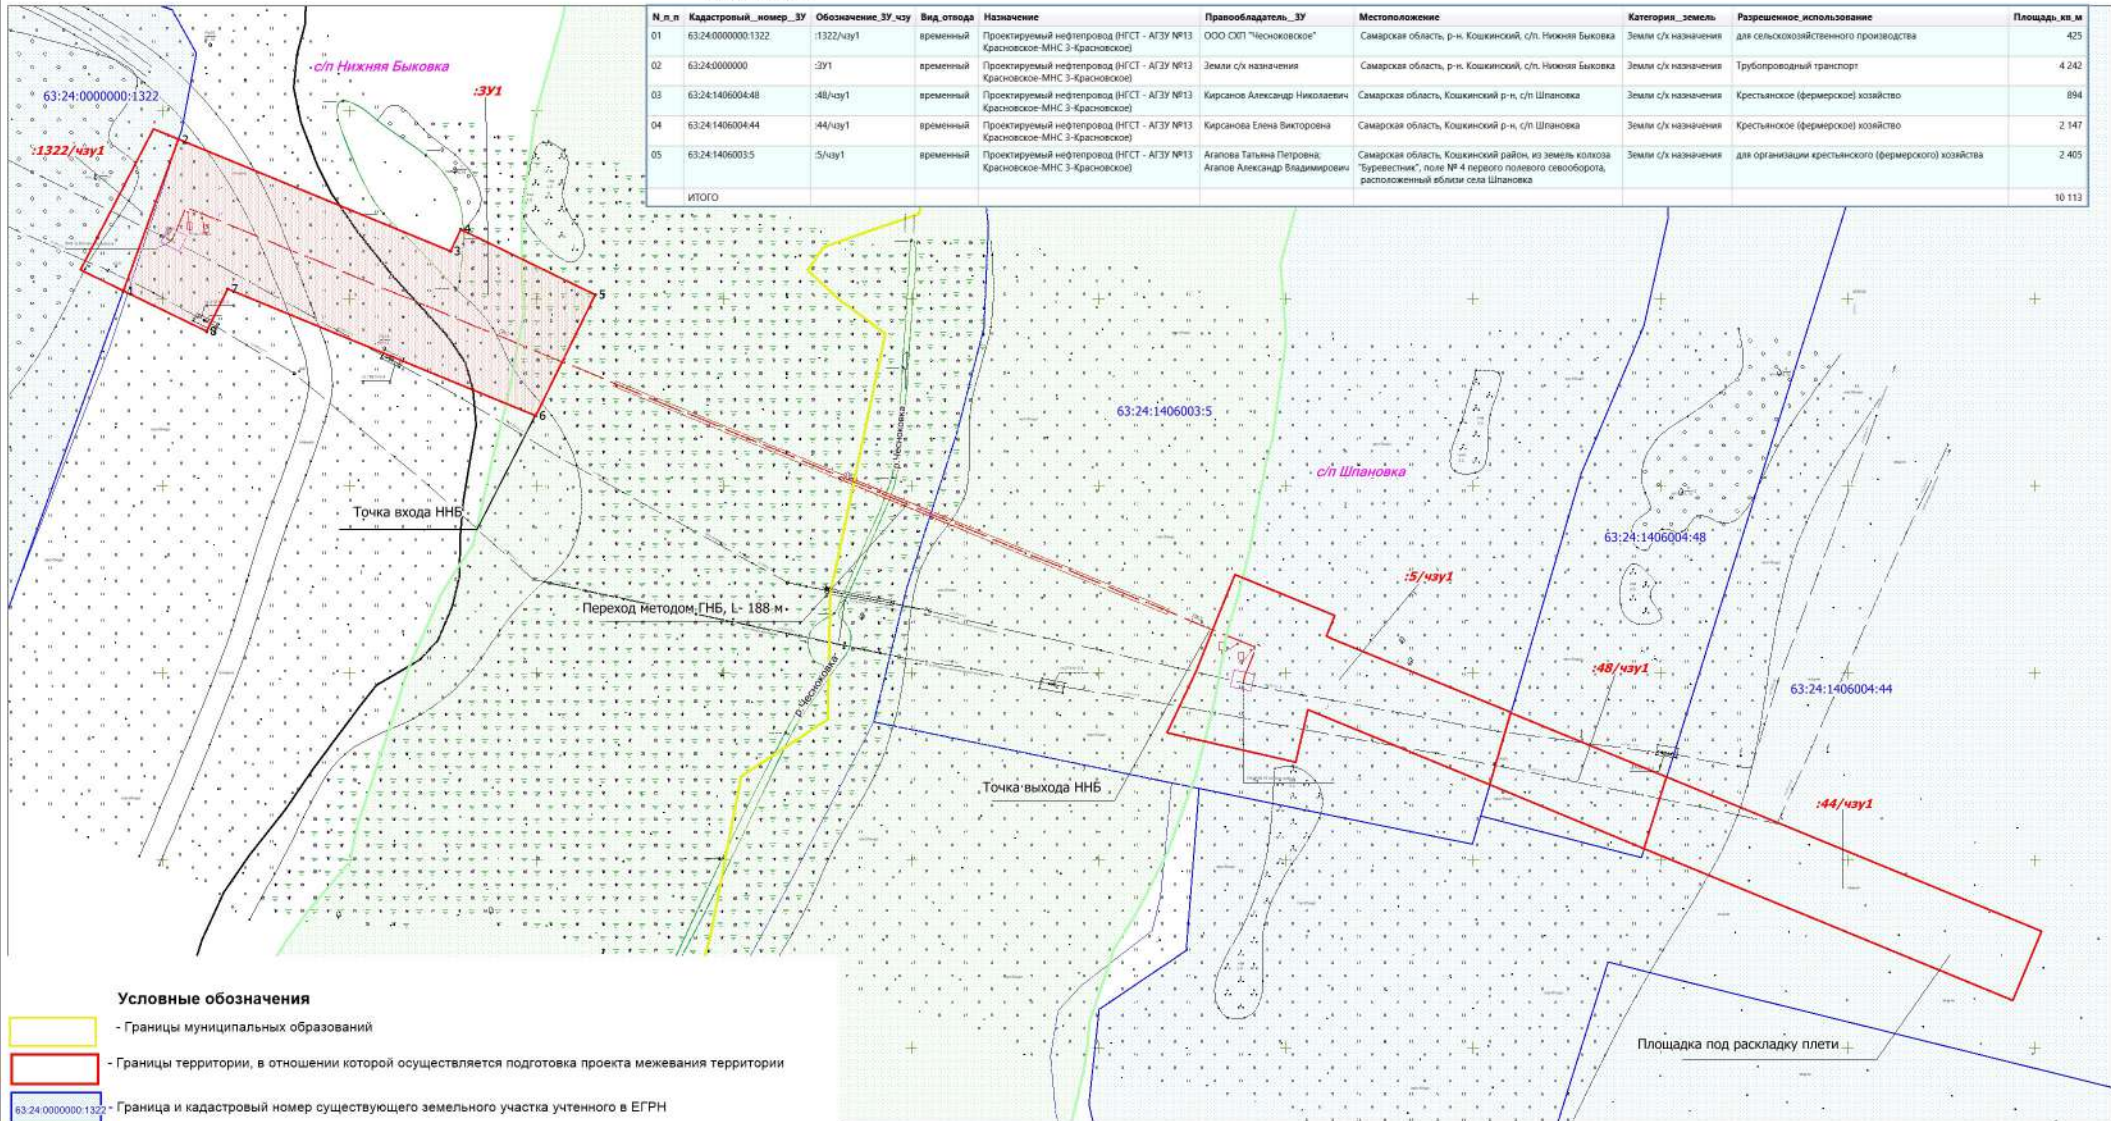 N_п_п Кадастровый__номер__ЗУ Обозначение_ЗУ_чзу Вид_отвода Назначение Правообладатель__ЗУ Местоположение Категория__земель Разрешенное_использование Площадь_кв_м
01 63:24:0000000:1322 :1322/чзу1 временный Проектируемый нефтепровод (НГСТ - АГЗУ №13 ООО СХП "Чесноковское" Самарская область, р-н. Кошкинский, с/п. Нижняя Быковка Земли с/х назначения для сельскохозяйственного производства 425
Красновское-МНС 3-Красновское)
02 63:24:0000000 :ЗУ1 временный Проектируемый нефтепровод (НГСТ - АГЗУ №13 Земли с/х назначения Самарская область, р-н. Кошкинский, с/п. Нижняя Быковка Земли с/х назначения Трубопроводный транспорт 4 242
Красновское-МНС 3-Красновское)
03 63:24:1406004:48 :48/чзу1 временный Проектируемый нефтепровод (НГСТ - АГЗУ №13 Кирсанов Александр Николаевич Самарская область, Кошкинский р-н, с/п Шпановка Земли с/х назначения Крестьянское (фермерское) хозяйство 894
Красновское-МНС 3-Красновское)
04 63:24:1406004:44 :44/чзу1 временный Проектируемый нефтепровод (НГСТ - АГЗУ №13 Кирсанова Елена Викторовна Самарская область, Кошкинский р-н, с/п Шпановка Земли с/х назначения Крестьянское (фермерское) хозяйство 2 147
Красновское-МНС 3-Красновское)
05 63:24:1406003:5 :5/чзу1 временный Проектируемый нефтепровод (НГСТ - АГЗУ №13 Агапова Татьяна Петровна; Самарская область, Кошкинский район, из земель колхоза Земли с/х назначения для организации крестьянского (фермерского) хозяйства 2 405
Красновское-МНС 3-Красновское) Агапов Александр Владимирович "Буревестник", поле № 4 первого полевого севооборота,
расположенный вблизи села Шпановка
ИТОГО 10 113
с/п Нижняя Быковка
63:24:0000000:1322
:ЗУ1
:1322/чзу1
2
4
3
5
1
7
8
6
63:24:1406003:5
р.Чесноковка
с/п Шпановка
Точка входа ННБ
63:24:1406004:48
:5/чзу1
Переход методом ГНБ, L- 188 м
:48/чзу1
р.Чесноковка
63:24:1406004:44
Точка выхода ННБ
:44/чзу1
Площадка под раскладку плети
Условные обозначения
- Границы муниципальных образований
- Границы территории, в отношении которой осуществляется подготовка проекта межевания территории
63:24:0000000:1322 - Граница и кадастровый номер существующего земельного участка учтенного в ЕГРН